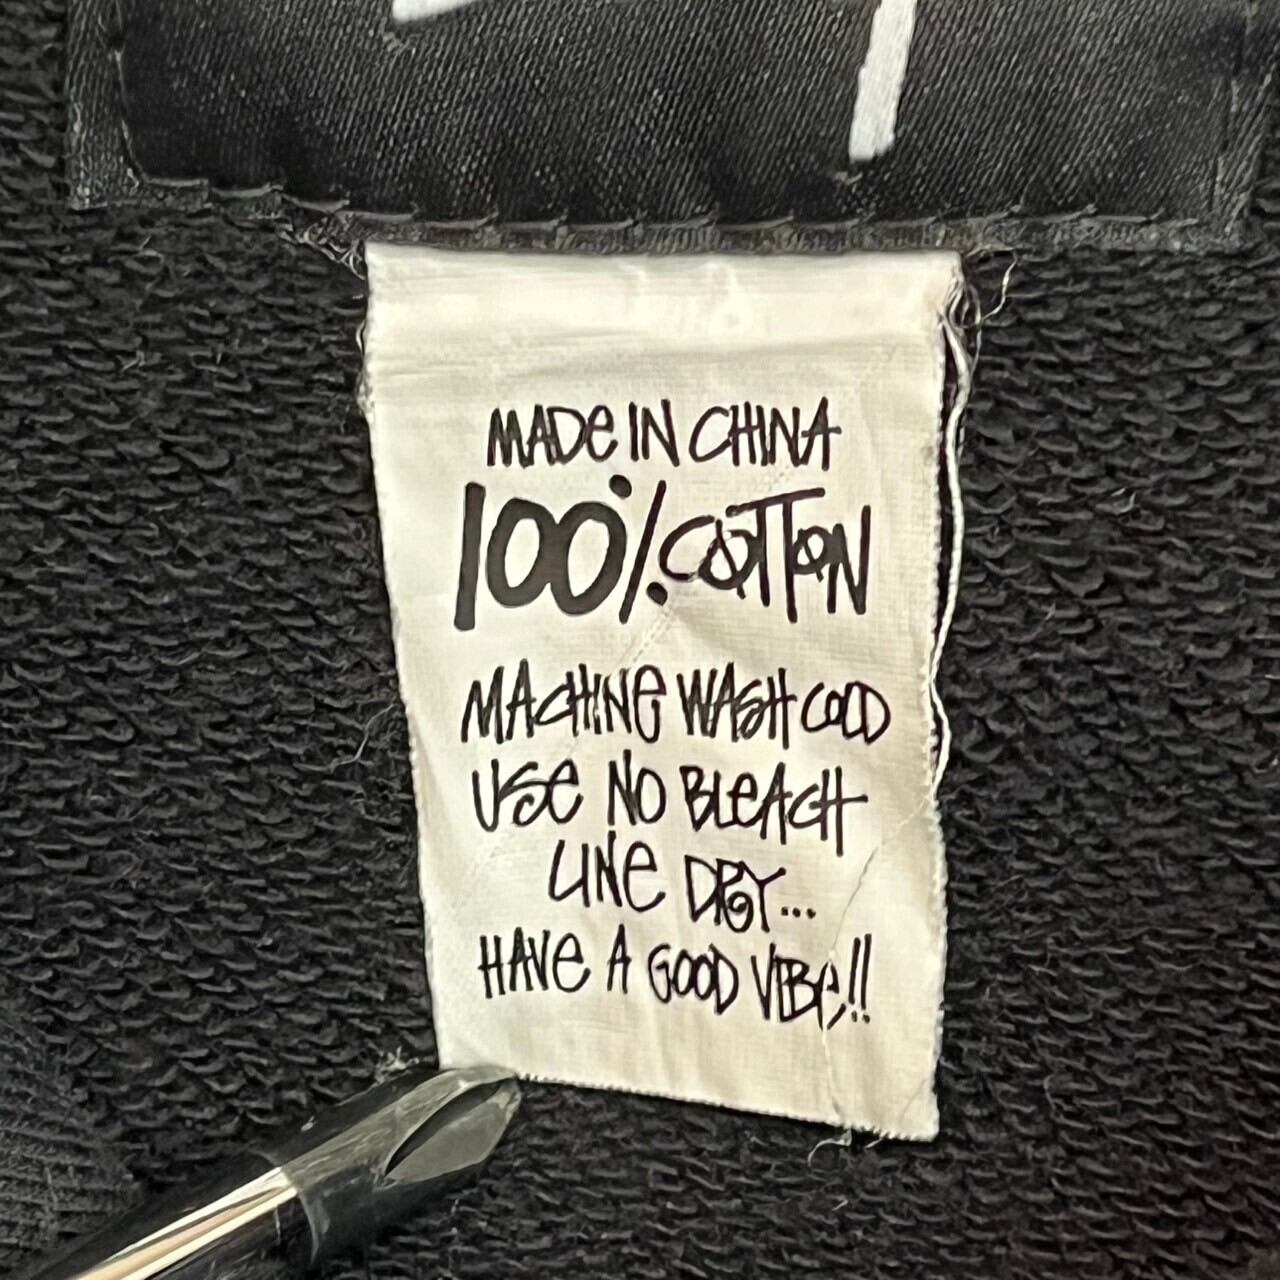 MADE IN CHINA
100% COTTON
MACHINE WASH COLD
USE NO BLEACH
LINE DRY...
HAVE A GOOD VIBE!!